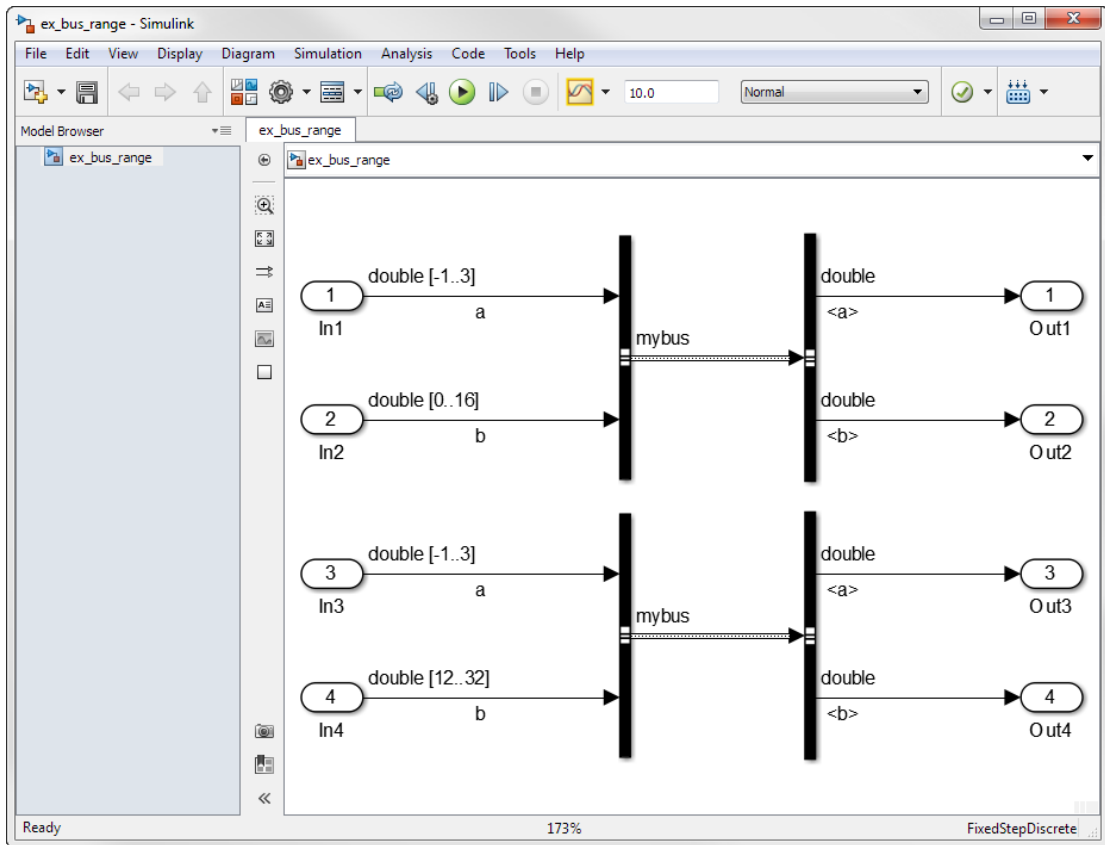 ex_bus_range - Simulink
File Edit View Display Diagram Simulation Analysis Code Tools Help
10.0 Normal
Model Browser ex_bus_range
ex_bus_range ex_bus_range
double [-1..3] double
1 1
a <a>
In1 Out1
mybus
double [0..16] double
2 2
b <b>
In2 Out2
double [-1..3] double
3 3
a <a>
In3 Out3
mybus
double [12..32] double
4 4
b <b>
In4 Out4
Ready 173% FixedStepDiscrete